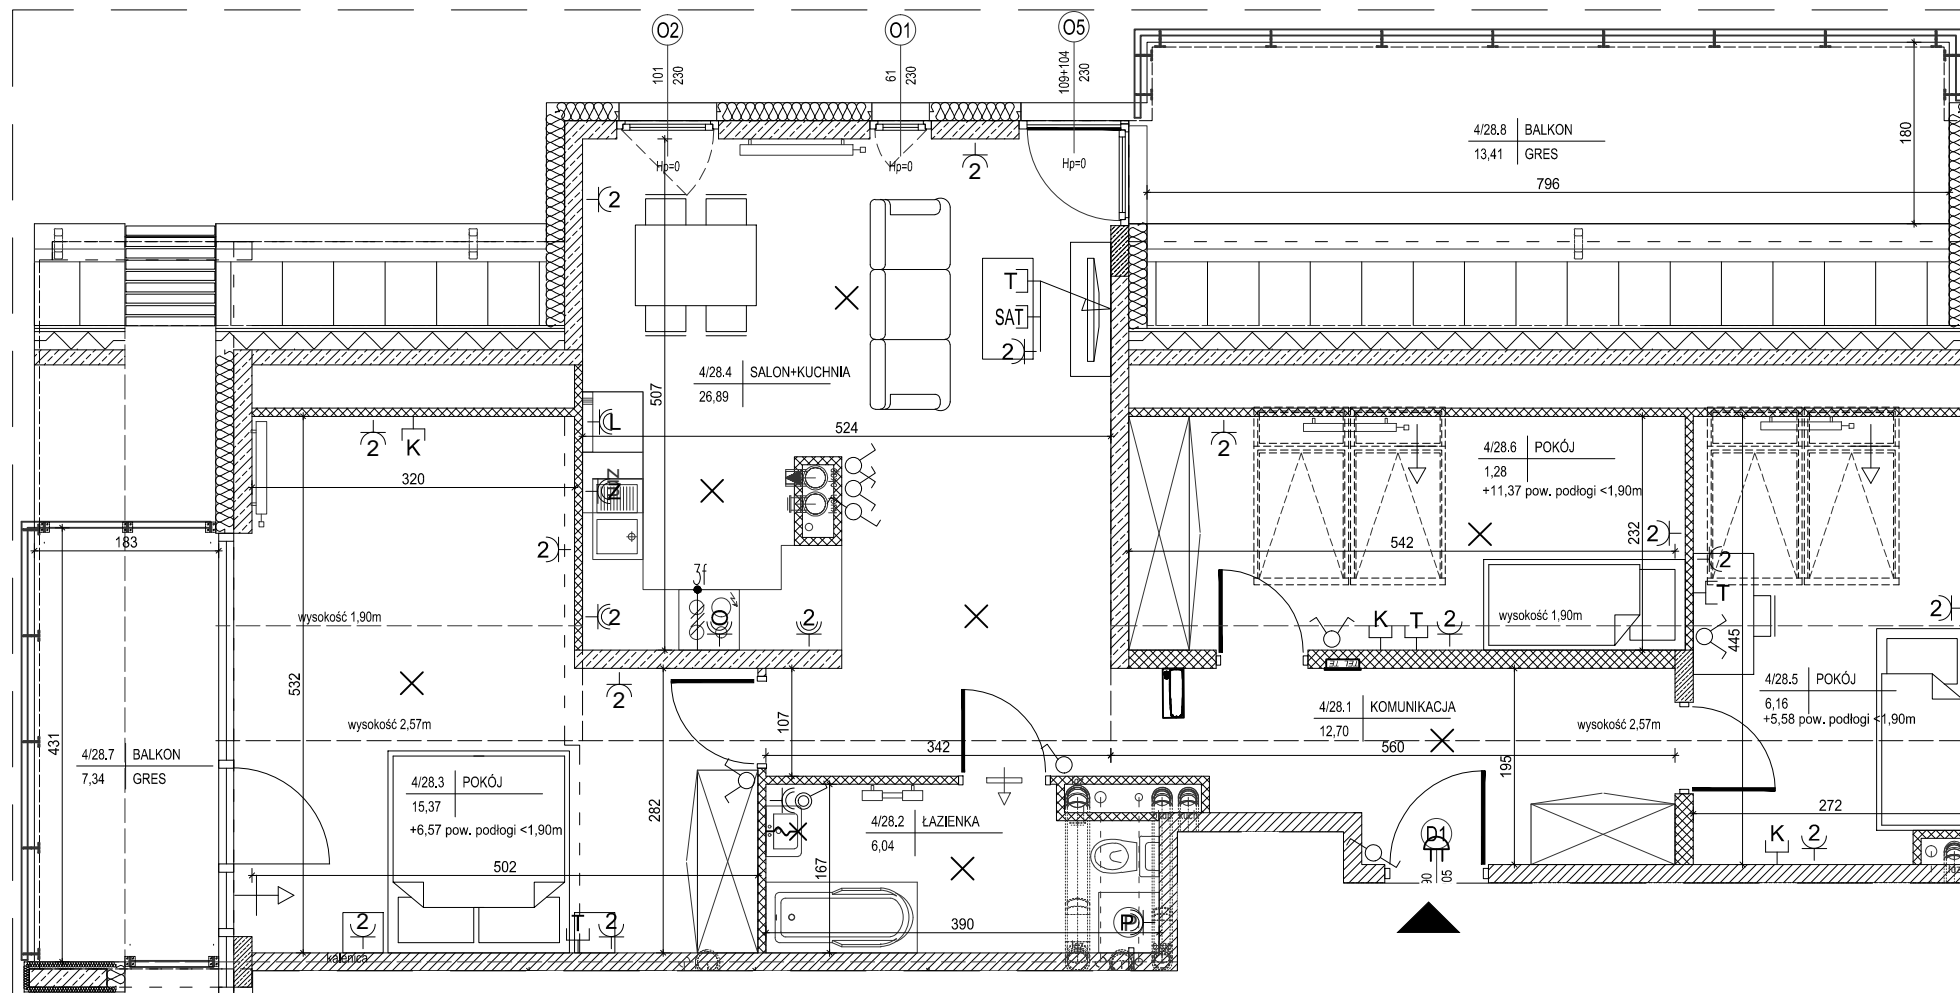 O2
O1
O5
101
230
61
230
109+104
230
Hp=0
Hp=0
Hp=0
2
2
4/28.8 BALKON
13,41 GRES
180
796
T
SAT
2
4/28.4 SALON+KUCHNIA
26,89
507
524
L
2
K
320
2
4/28.6 POKÓJ
1,28
+11,37 pow. podłogi <1,90m
232
542
2
2
T
2
183
2
3f
wysokość 1,90m
2
O
2
K
T
2
wysokość 1,90m
445
532
2
wysokość 2,57m
107
4/28.1 KOMUNIKACJA
12,70
wysokość 2,57m
4/28.5 POKÓJ
6,16
+5,58 pow. podłogi <1,90m
431
4/28.7 BALKON
7,34 GRES
342
560
195
4/28.3 POKÓJ
15,37
+6,57 pow. podłogi <1,90m
282
4/28.2 ŁAZIENKA
6,04
272
D1
K
2
502
167
90
05
2
T
2
390
P
kalenica